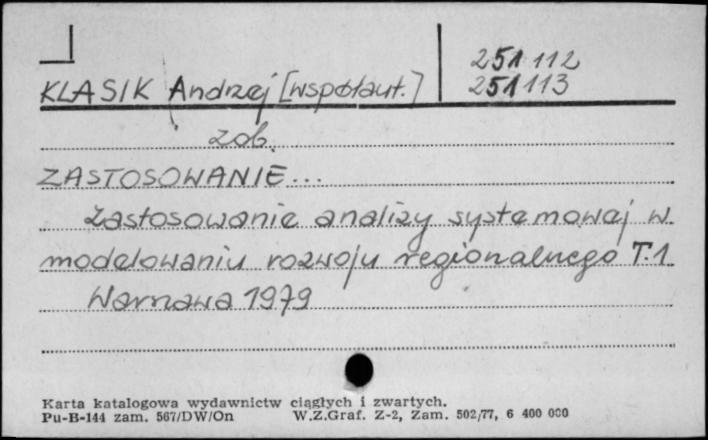 251 112
KLASIK Andrzej [współaut.] 251 113
zob.
ZASTOSOWANIE...
Zastosowanie analizy systemowej w
modelowaniu rozwoju regionalnego T.1
Warszawa 1979
Karta katalogowa wydawnictw ciągłych i zwartych.
Pu-B-144 zam. 567/DW/On W.Z.Graf. Z-2, Zam. 502/77, 6 400 000